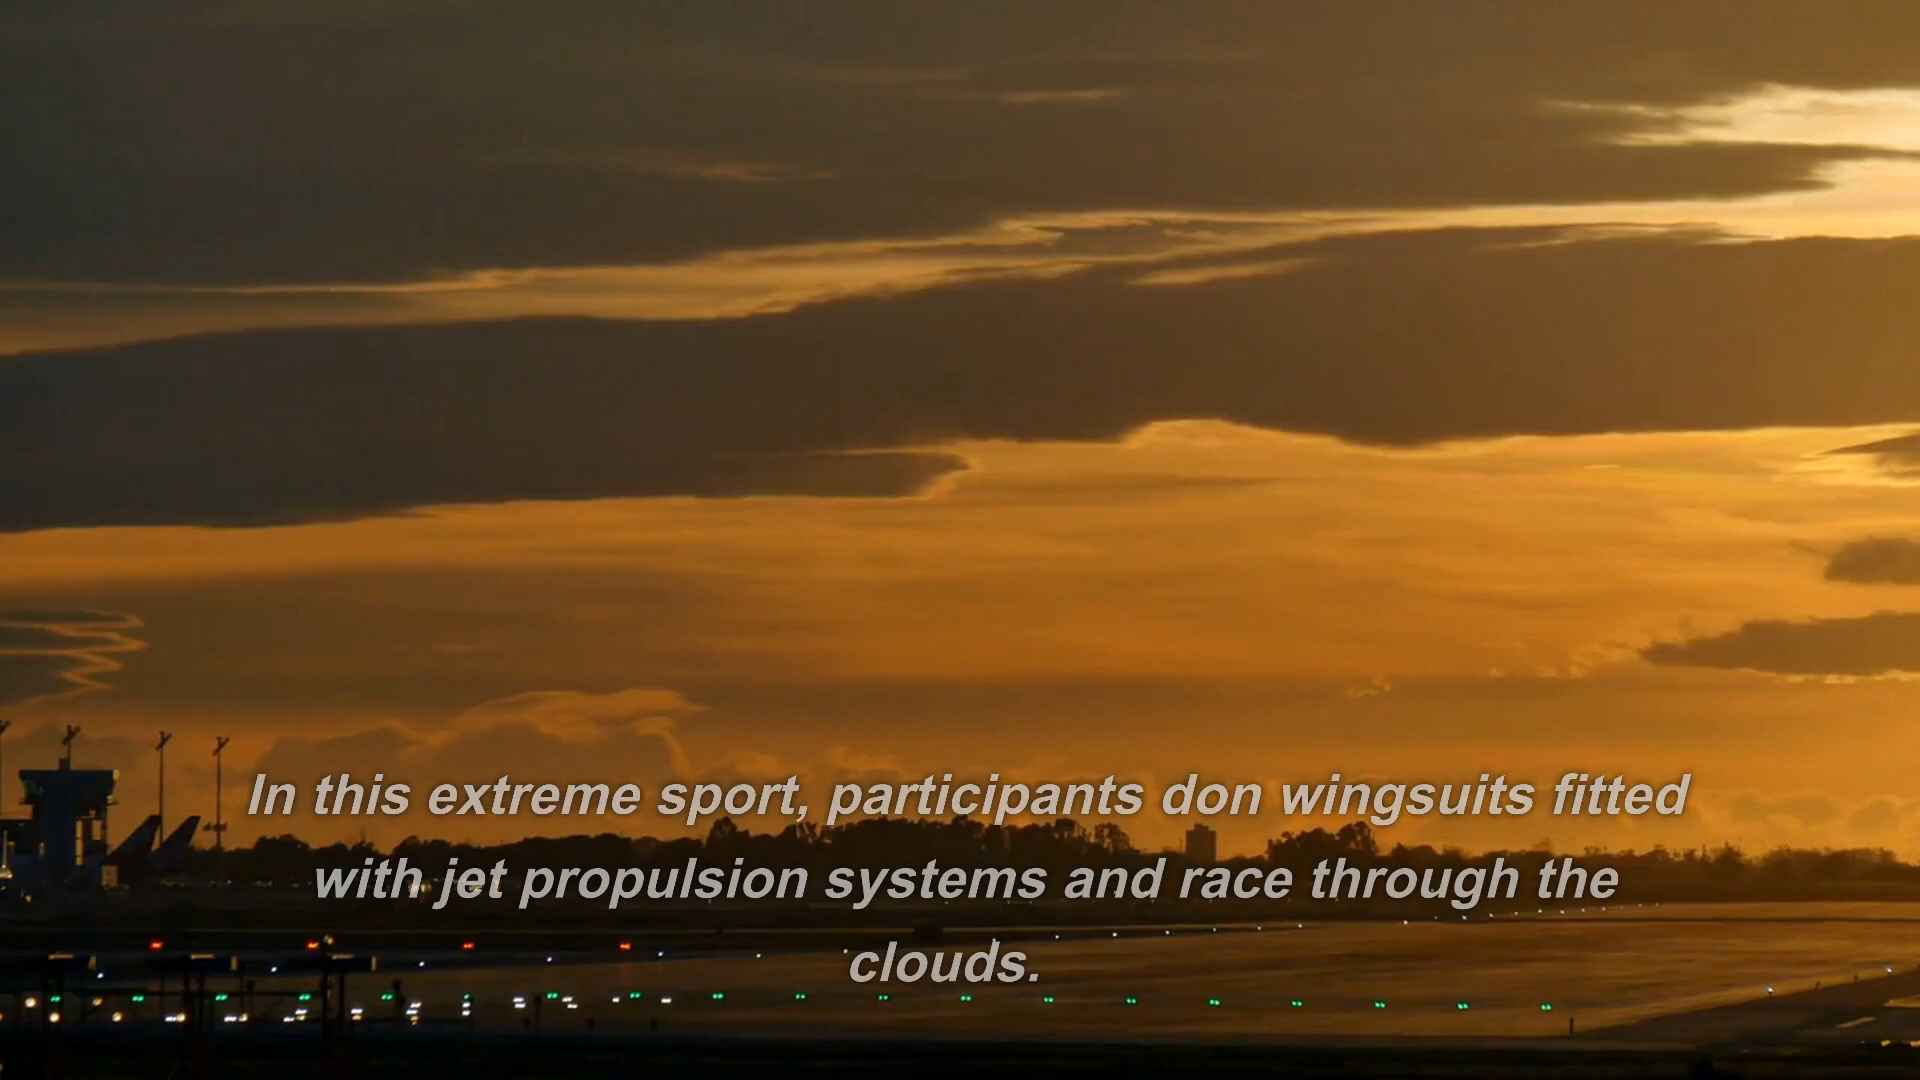 In this extreme sport, participants don wingsuits fitted
with jet propulsion systems and race through the
clouds.